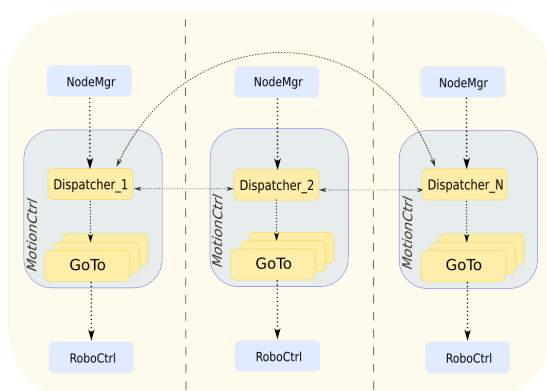 NodeMgr
NodeMgr
NodeMgr
Dispatcher_1
Dispatcher_2
Dispatcher_N
MotionCtrl
MotionCtrl
MotionCtrl
GoTo
GoTo
GoTo
RoboCtrl
RoboCtrl
RoboCtrl